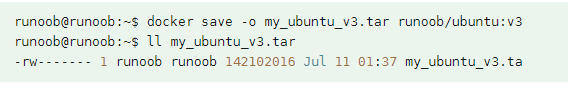 runoob@runoob:~$ docker save -o my_ubuntu_v3.tar runoob/ubuntu:v3
runoob@runoob:~$ ll my_ubuntu_v3.tar
-rw------- 1 runoob runoob 142102016 Jul 11 01:37 my_ubuntu_v3.ta